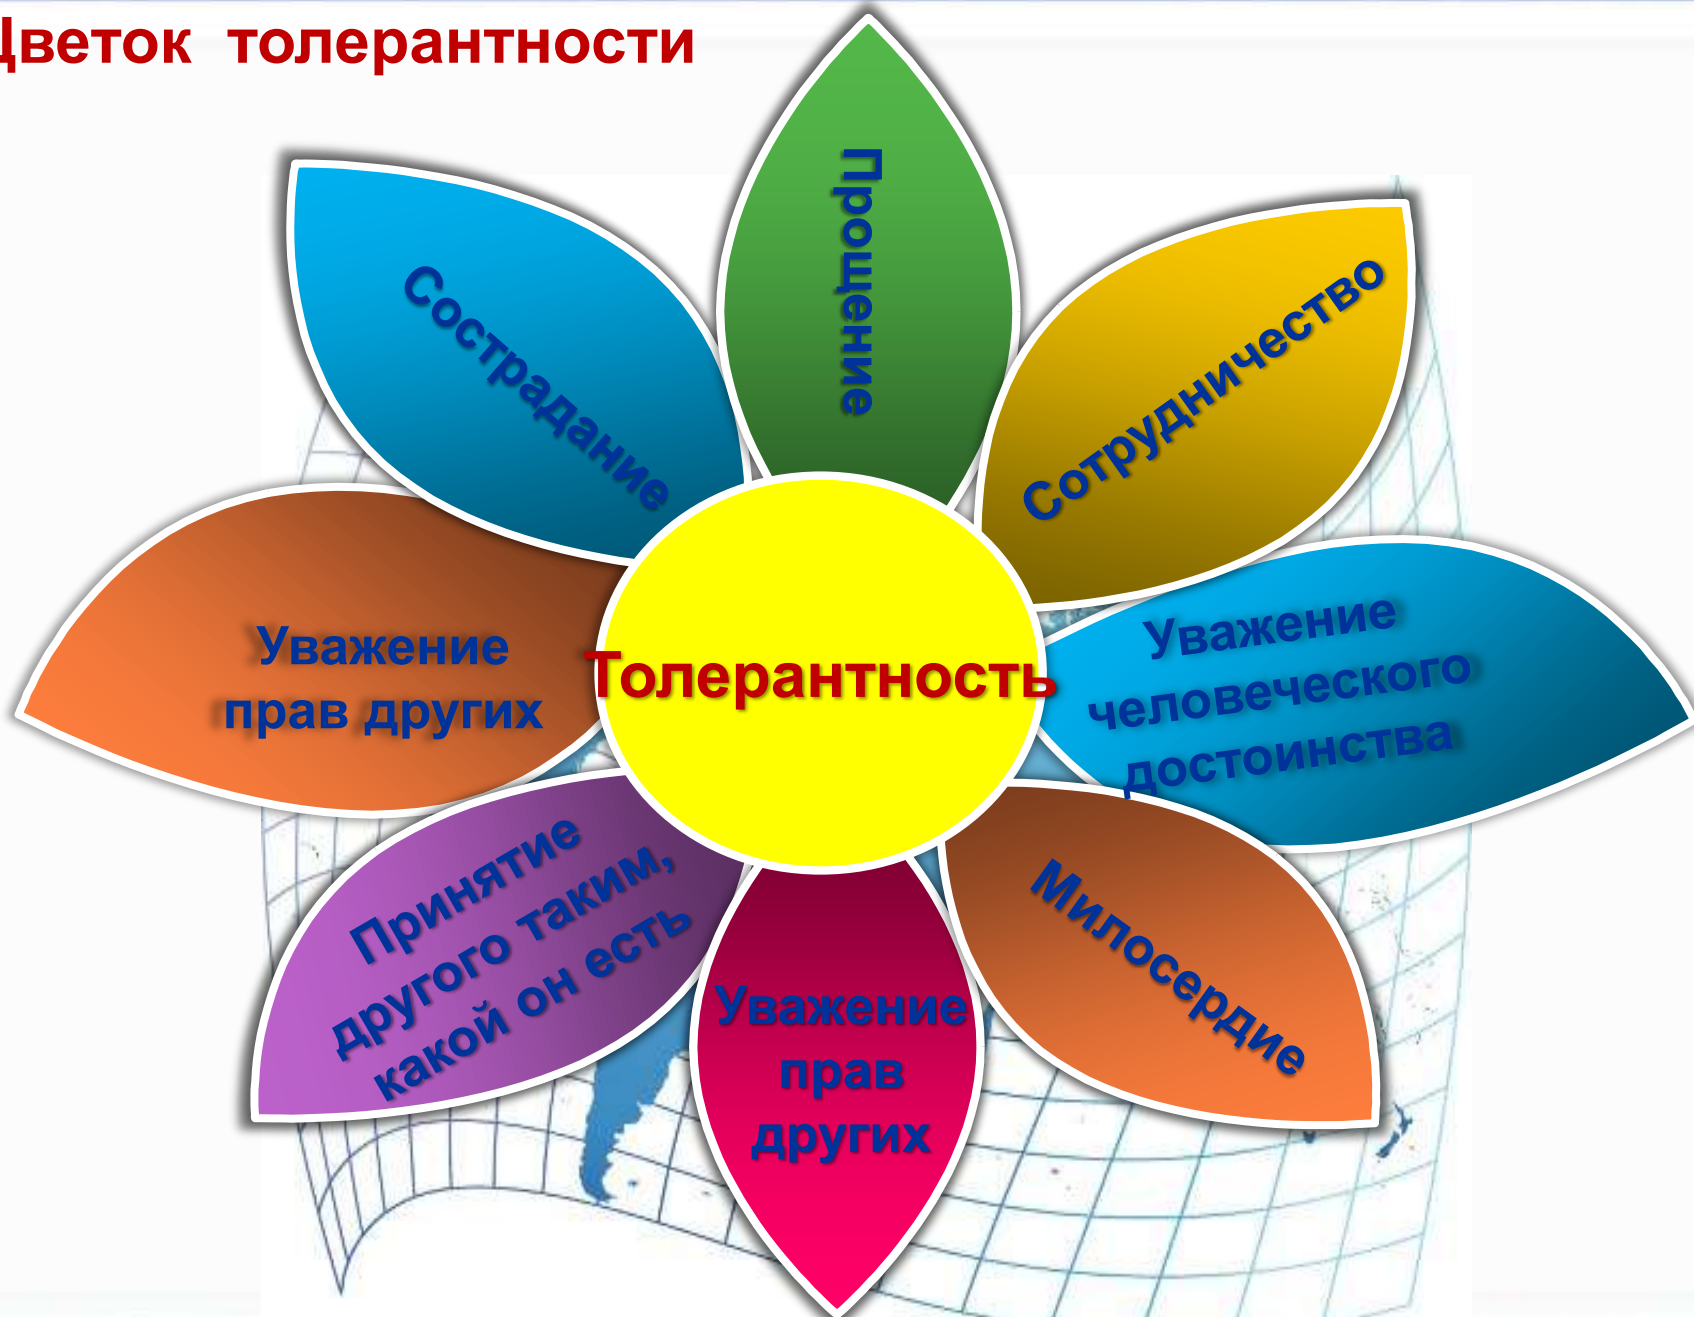 Цветок толерантности
Прощение
Сострадание
Сотрудничество
Уважение
прав других
Толерантность
Уважение
человеческого
достоинства
Принятие
другого таким,
какой он есть
Уважение
прав
других
Милосердие